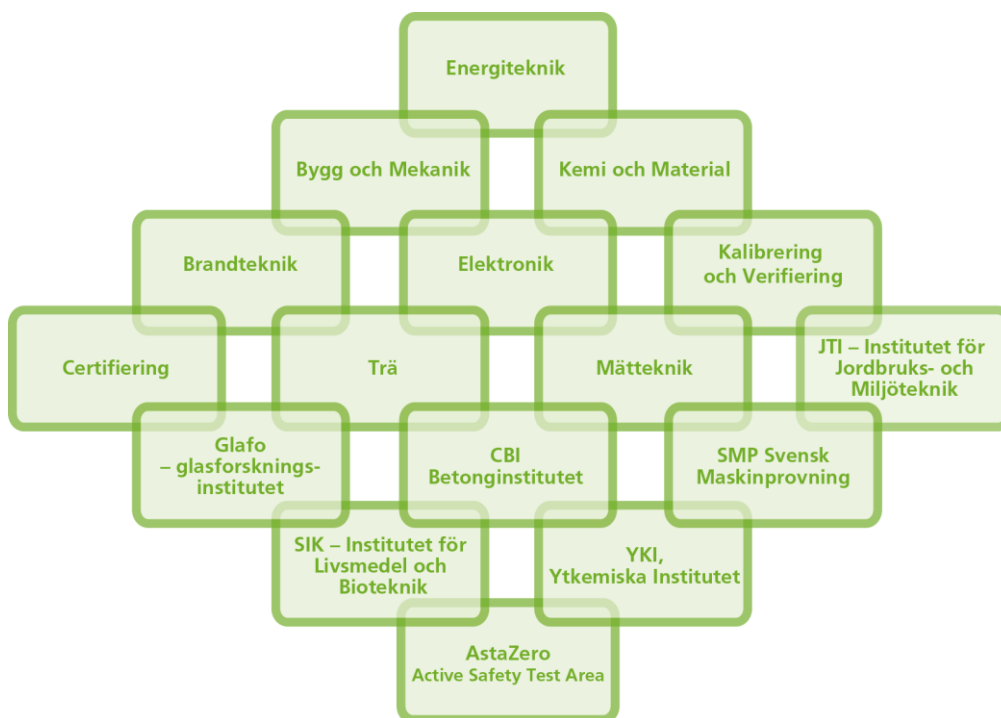 Energiteknik
Bygg och Mekanik
Kemi och Material
Brandteknik
Elektronik
Kalibrering
och Verifiering
Certifiering
Trä
Mätteknik
JTI – Institutet för
Jordbruks- och
Miljöteknik
Glafo
– glasforsknings-
institutet
CBI
Betonginstitutet
SMP Svensk
Maskinprovning
SIK – Institutet för
Livsmedel och
Bioteknik
YKI,
Ytkemiska Institutet
AstaZero
Active Safety Test Area